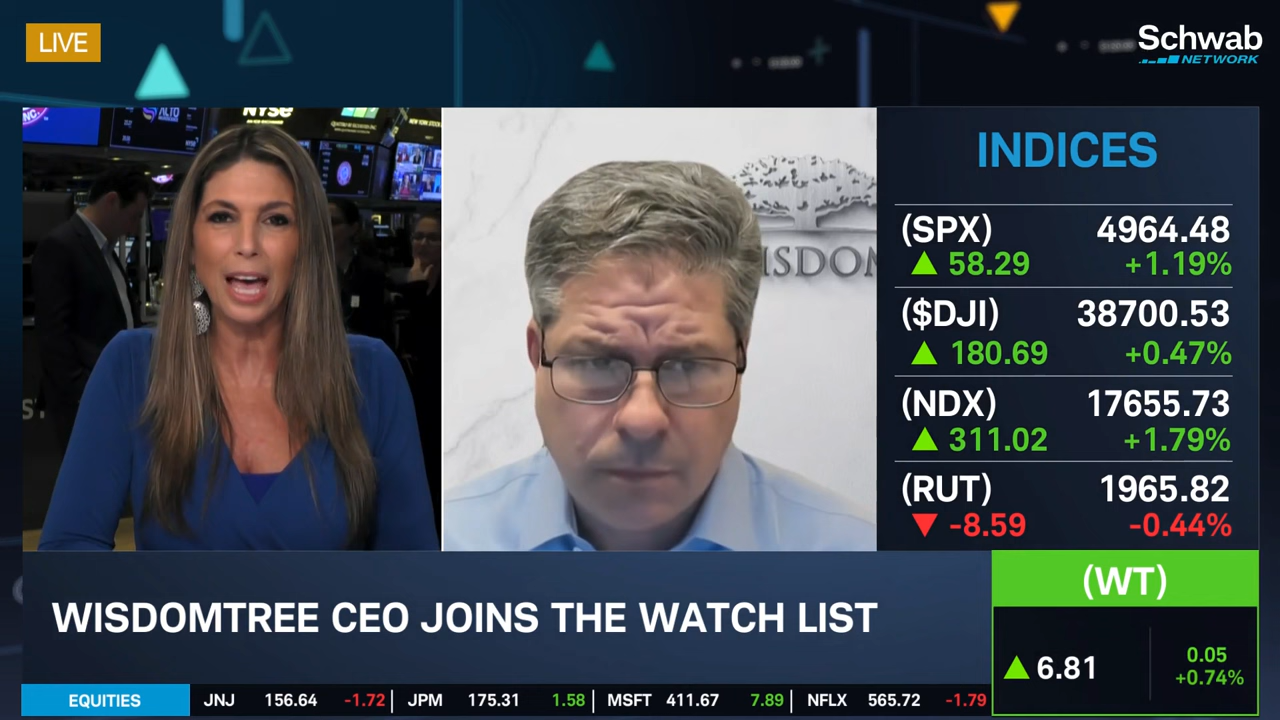 LIVE
Schwab
NETWORK
NYSE
ISDOM
INDICES
(SPX) 4964.48
▲ 58.29 +1.19%
($DJI) 38700.53
▲ 180.69 +0.47%
(NDX) 17655.73
▲ 311.02 +1.79%
(RUT) 1965.82
▼ -8.59 -0.44%
WISDOMTREE CEO JOINS THE WATCH LIST
(WT)
▲ 6.81
0.05
+0.74%
EQUITIES JNJ 156.64 -1.72 JPM 175.31 1.58 MSFT 411.67 7.89 NFLX 565.72 -1.79